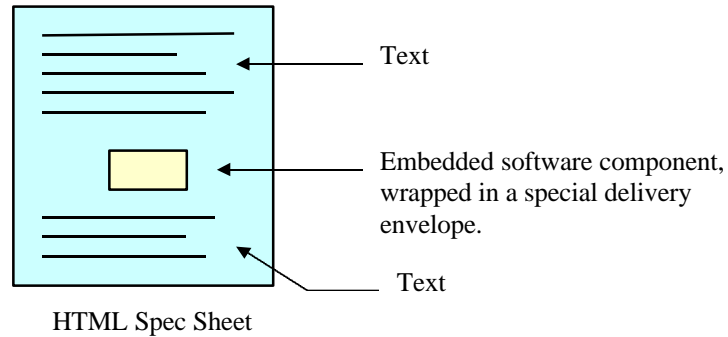 Text
Embedded software component,
wrapped in a special delivery
envelope.
Text
HTML Spec Sheet